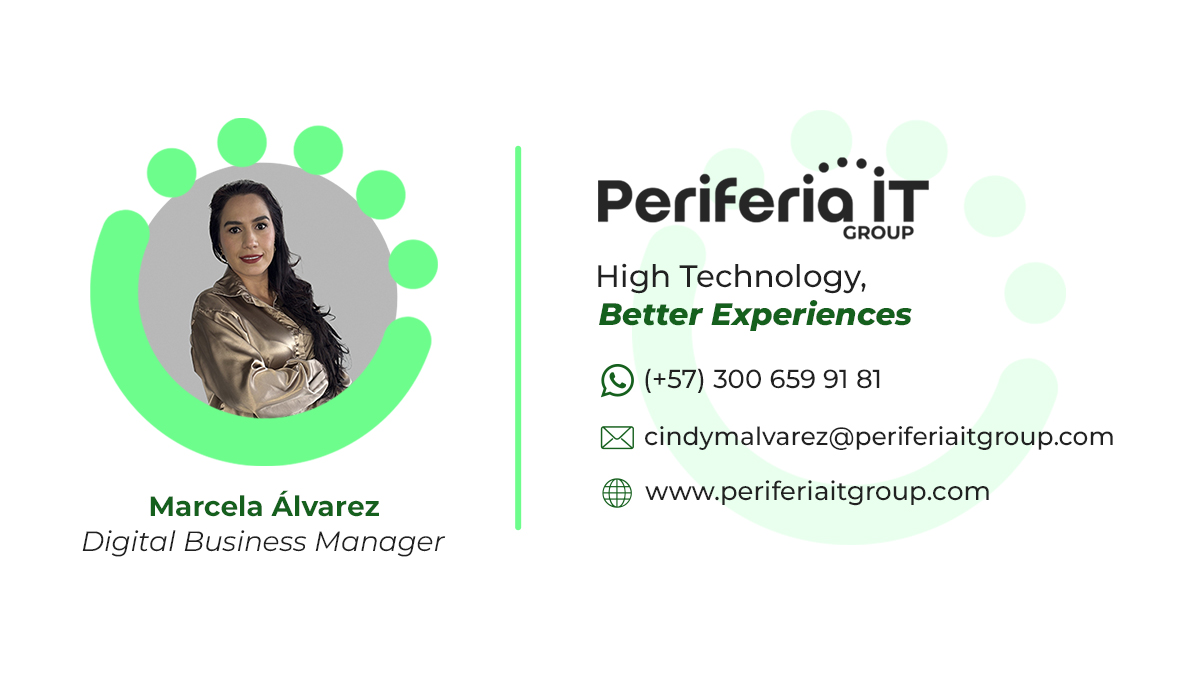 Marcela Álvarez
Digital Business Manager
Periferia IT
GROUP
High Technology,
Better Experiences
(+57) 300 659 91 81
cindymalvarez@periferiaitgroup.com
www.periferiaitgroup.com